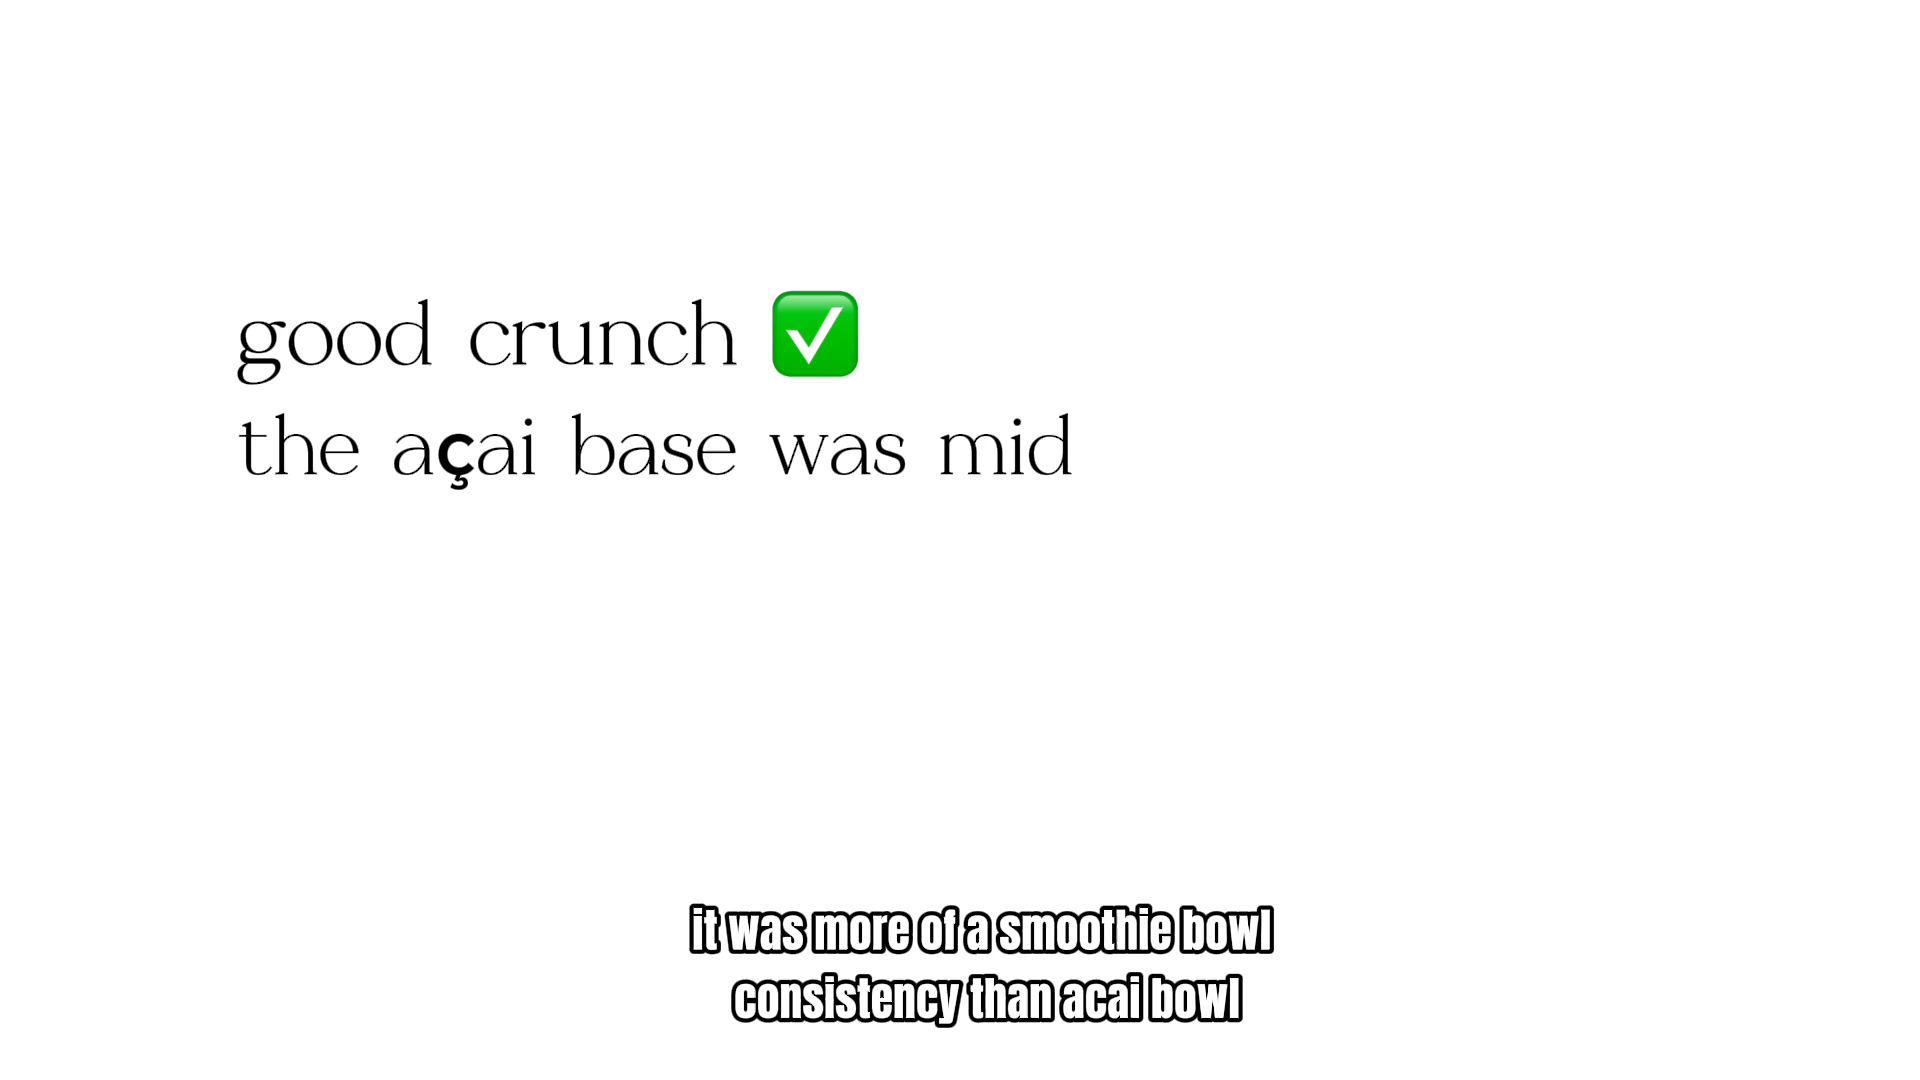 good crunch ✅
the açai base was mid
it was more of a smoothie bowl
consistency than acai bowl